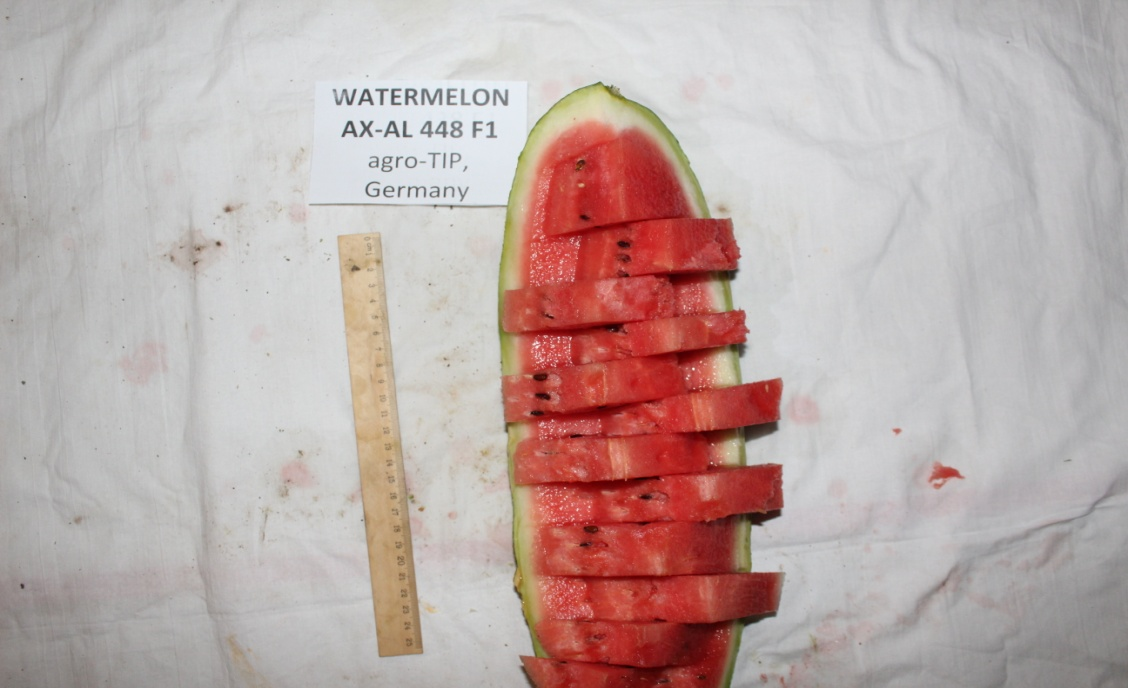 WATERMELON
AX-AL 448 F1
agro-TIP,
Germany